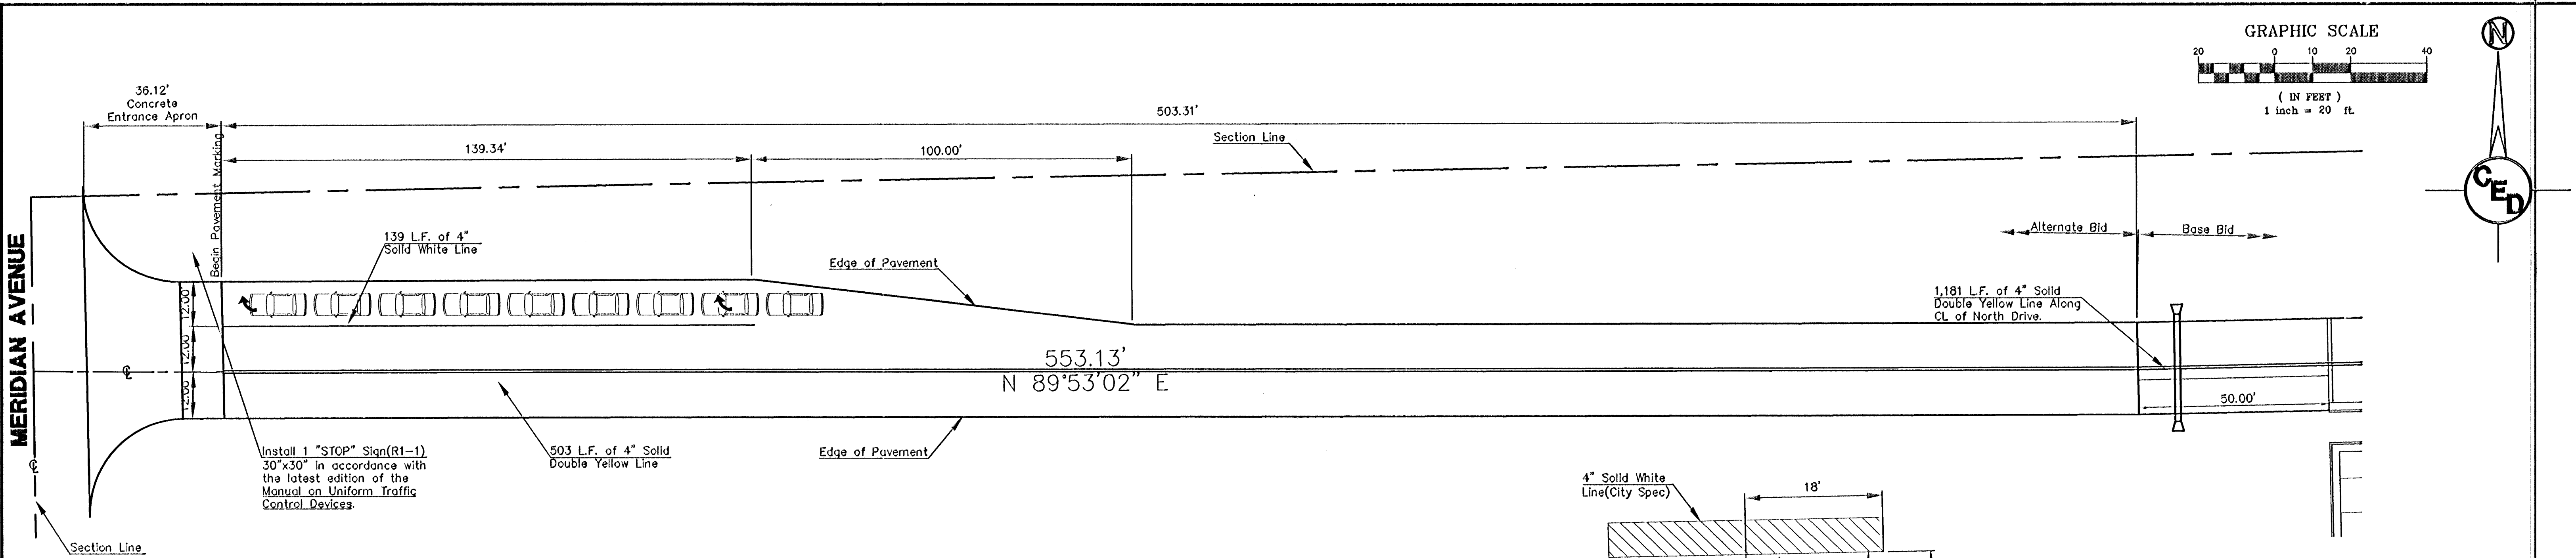 GRAPHIC SCALE
20 0 10 20 40
( IN FEET )
1 inch = 20 ft.
N
CED
36.12'
Concrete
Entrance Apron
503.31'
139.34'
100.00'
Section Line
Begin Pavement Marking
139 L.F. of 4"
Solid White Line
Edge of Pavement
Alternate Bid
Base Bid
1,181 L.F. of 4" Solid
Double Yellow Line Along
CL of North Drive.
MERIDIAN AVENUE
12.00'
12.00'
12.00'
CL
553.13'
N 89°53'02" E
50.00'
Install 1 "STOP" Sign(R1-1)
30"x30" in accordance with
the latest edition of the
Manual on Uniform Traffic
Control Devices.
503 L.F. of 4" Solid
Double Yellow Line
Edge of Pavement
CL
4" Solid White
Line(City Spec)
18'
Section Line